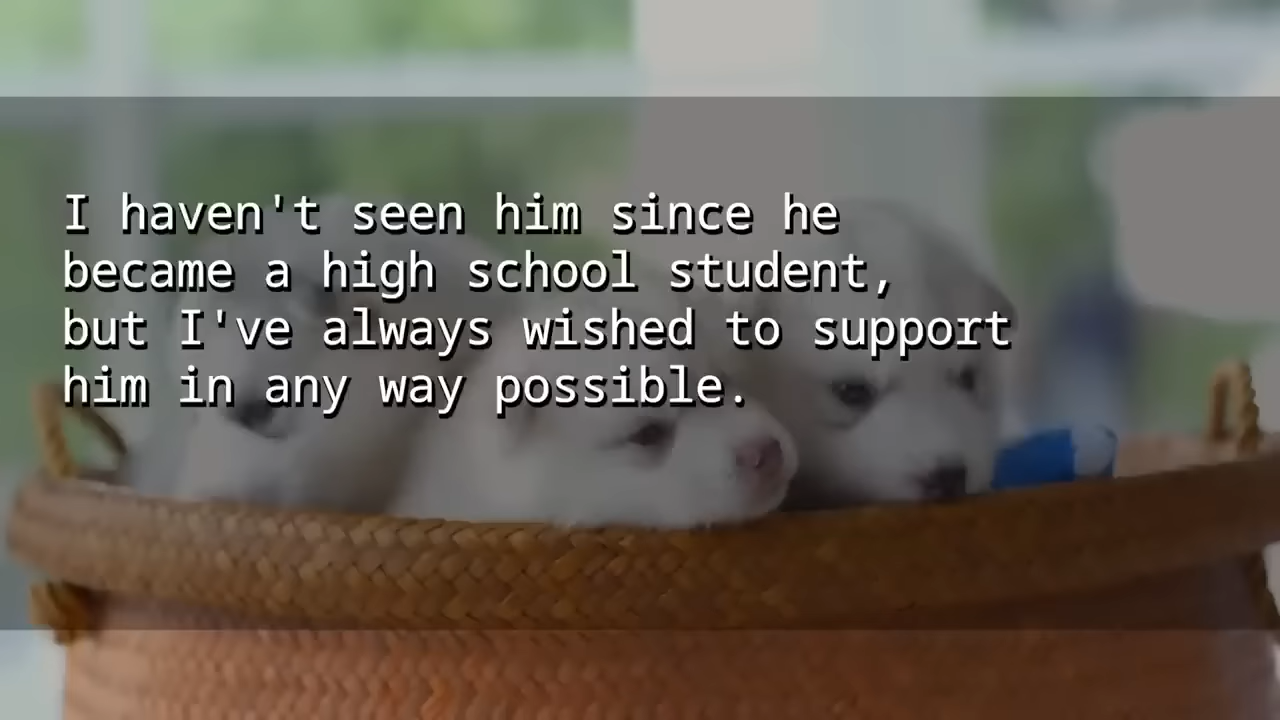 I haven't seen him since he
became a high school student,
but I've always wished to support
him in any way possible.